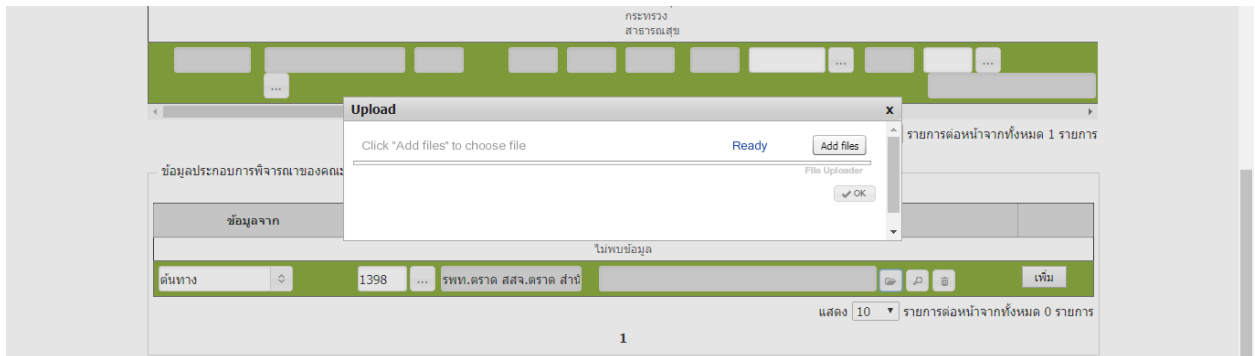 กระทรวง
สาธารณสุข
...
...
...
Upload
x
รายการต่อหน้าจากทั้งหมด 1 รายการ
Click "Add files" to choose file
Ready
Add files
File Uploader
OK
ข้อมูลประกอบการพิจารณาของคณะ
ข้อมูลจาก
ไม่พบข้อมูล
ต้นทาง
1398
...
รพท.ตราด สสจ.ตราด สำนั
เพิ่ม
แสดง 10 รายการต่อหน้าจากทั้งหมด 0 รายการ
1